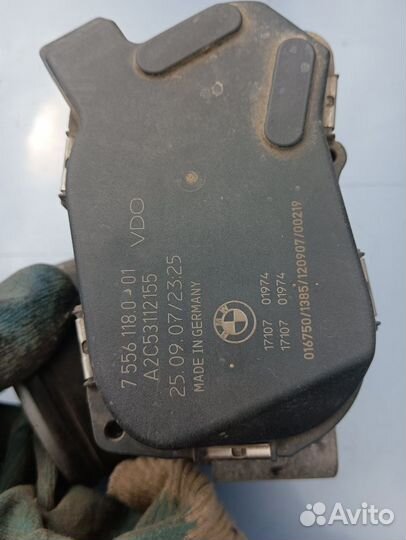 7 556 118.0-01 VDO
A2C53112155
25.09.07/23:25
MADE IN GERMANY
BMW
17107 01974
17107 01974
016750/1385/120907/00219
Avito